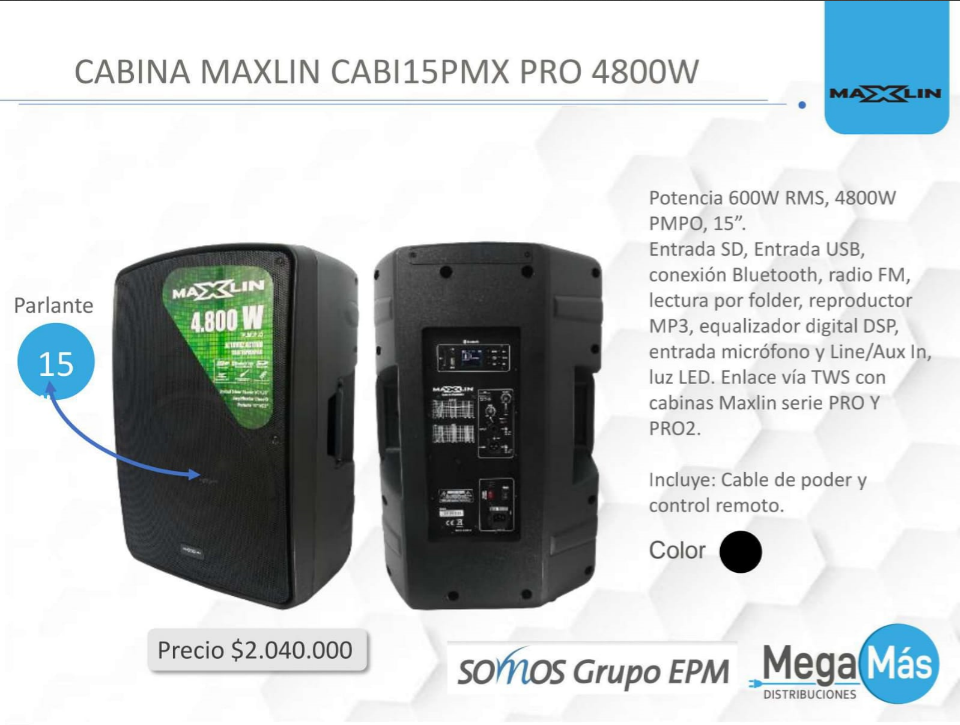 CABINA MAXLIN CABI15PMX PRO 4800W
MAXLIN
Potencia 600W RMS, 4800W
PMPO, 15”.
Entrada SD, Entrada USB,
conexión Bluetooth, radio FM,
lectura por folder, reproductor
MP3, equalizador digital DSP,
entrada micrófono y Line/Aux In,
luz LED. Enlace vía TWS con
cabinas Maxlin serie PRO Y
PRO2.
Incluye: Cable de poder y
control remoto.
Color
Parlante
15
MAXLIN
4.800 W
MAXLIN
Precio $2.040.000
SOMOS Grupo EPM
MegaMás
DISTRIBUCIONES